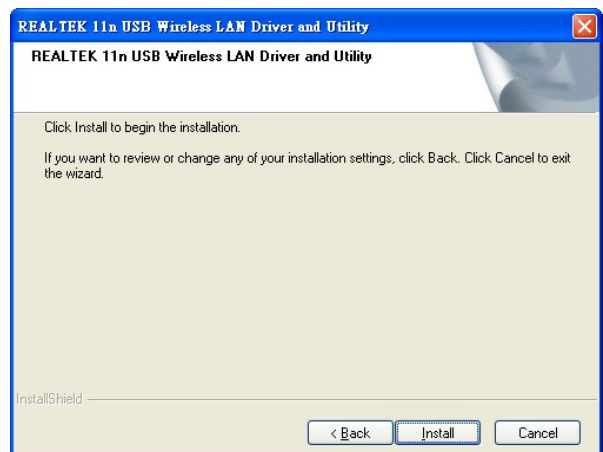 REALTEK 11n USB Wireless LAN Driver and Utility
REALTEK 11n USB Wireless LAN Driver and Utility
Click Install to begin the installation.
If you want to review or change any of your installation settings, click Back. Click Cancel to exit
the wizard.
InstallShield
< Back
Install
Cancel